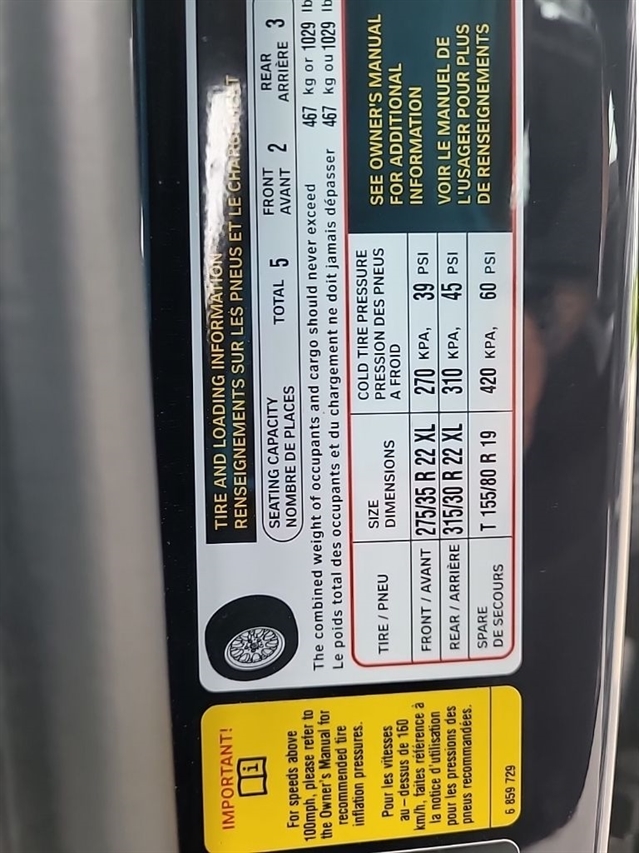 TIRE AND LOADING INFORMATION
RENSEIGNEMENTS SUR LES PNEUS ET LE CHARGEMENT
SEATING CAPACITY
NOMBRE DE PLACES
TOTAL 5
FRONT
AVANT 2
REAR
ARRIÈRE 3
The combined weight of occupants and cargo should never exceed 467 kg or 1029 lb
Le poids total des occupants et du chargement ne doit jamais dépasser 467 kg ou 1029 lb
TIRE / PNEU
SIZE
DIMENSIONS
COLD TIRE PRESSURE
PRESSION DES PNEUS
A FROID
FRONT / AVANT 275/35 R 22 XL 270 KPA, 39 PSI
REAR / ARRIÈRE 315/30 R 22 XL 310 KPA, 45 PSI
SPARE
DE SECOURS
T 155/80 R 19 420 KPA, 60 PSI
SEE OWNER'S MANUAL
FOR ADDITIONAL
INFORMATION
VOIR LE MANUEL DE
L'USAGER POUR PLUS
DE RENSEIGNEMENTS
IMPORTANT!
For speeds above
100mph, please refer to
the Owner's Manual for
recommended tire
inflation pressures.
Pour les vitesses
au-dessus de 160
km/h, faites référence à
la notice d'utilisation
pour les pressions des
pneus recommandées.
6 859 729